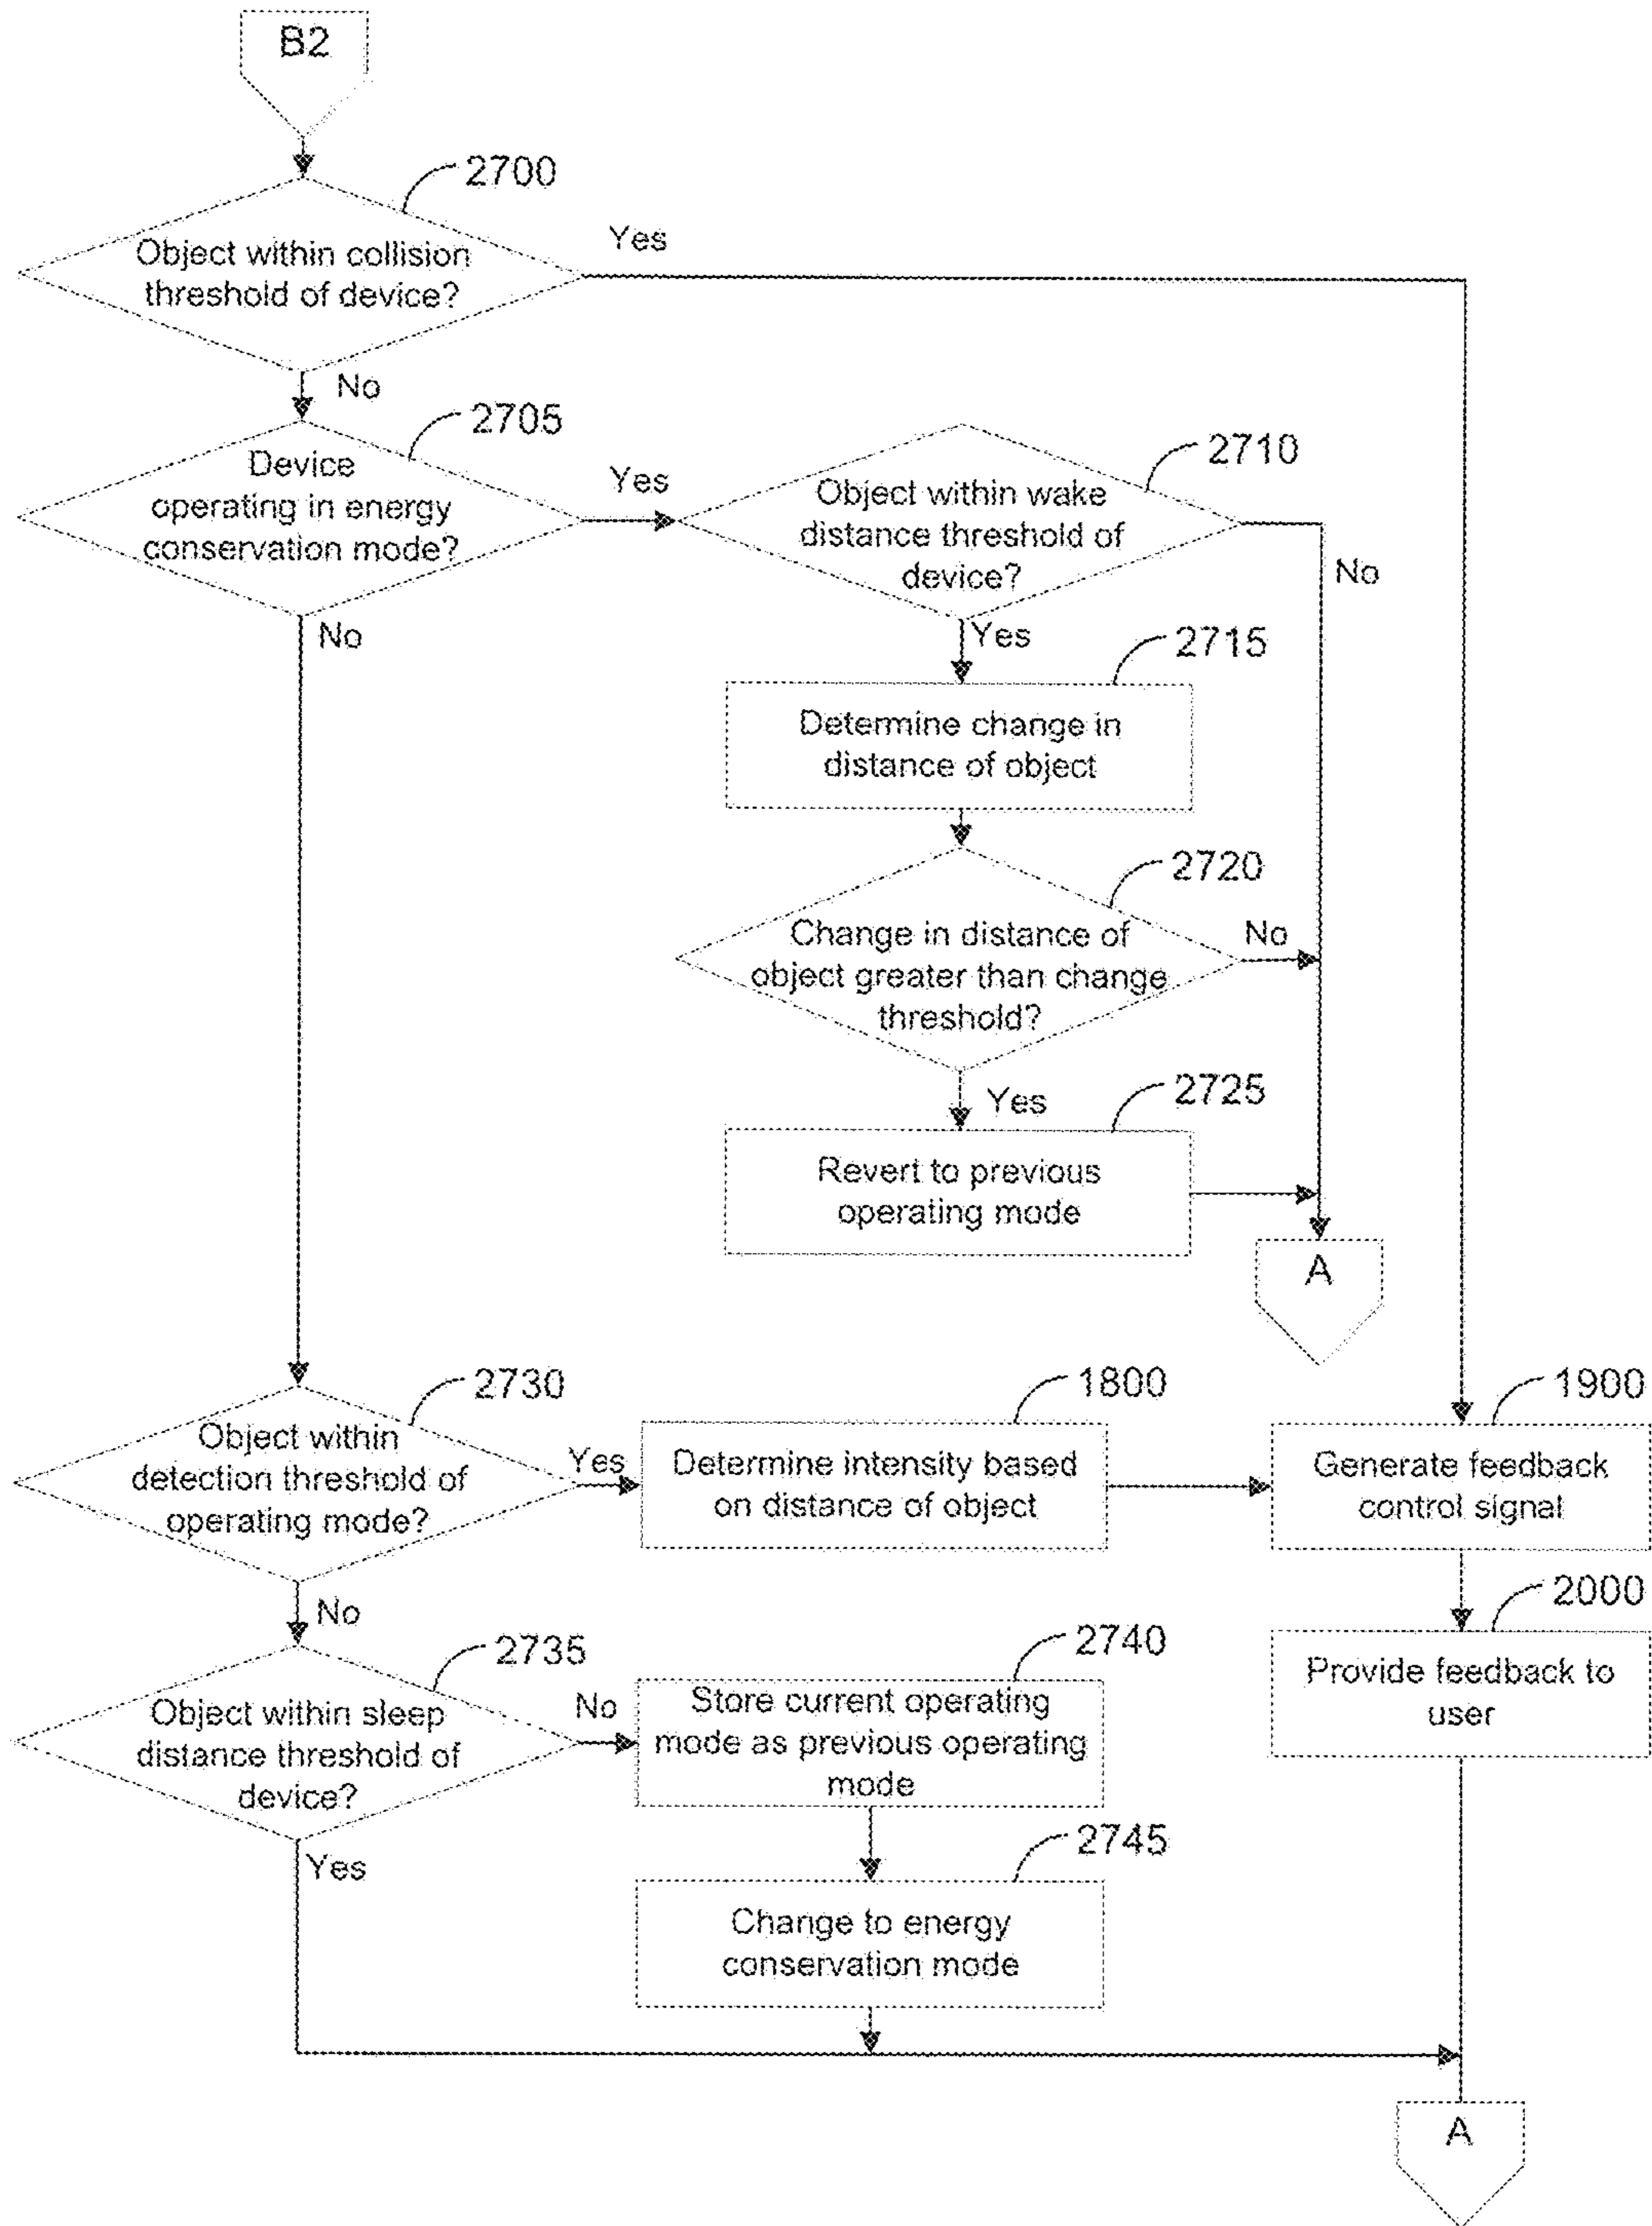 B2
2700
Object within collision
threshold of device?
Yes
No
2705
Device
operating in energy
conservation mode?
Yes
No
2710
Object within wake
distance threshold of
device?
No
Yes
2715
Determine change in
distance of object
2720
Change in distance of
object greater than change
threshold?
No
Yes
2725
Revert to previous
operating mode
A
2730
Object within
detection threshold of
operating mode?
Yes
No
1800
Determine intensity based
on distance of object
1900
Generate feedback
control signal
2000
Provide feedback to
user
2735
Object within sleep
distance threshold of
device?
No
Yes
2740
Store current operating
mode as previous operating
mode
2745
Change to energy
conservation mode
A